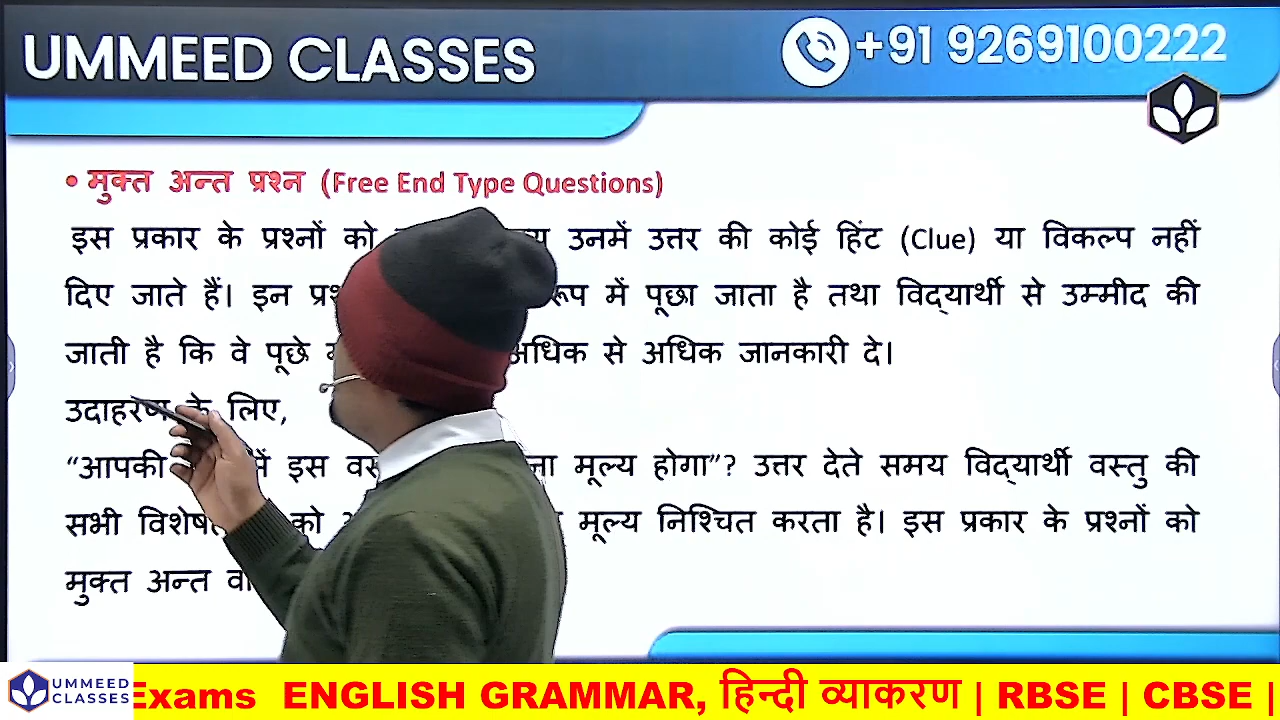 UMMEED CLASSES
+91 9269100222
• मुक्त अन्त प्रश्न (Free End Type Questions)
इस प्रकार के प्रश्नों को उनमें उत्तर की कोई हिंट (Clue) या विकल्प नहीं
दिए जाते हैं। इन रूप में पूछा जाता है तथा विद्यार्थी से उम्मीद की
जाती है कि वे पूछे अधिक से अधिक जानकारी दे।
उदाहरण के लिए,
“आपकी में इस मूल्य होगा”? उत्तर देते समय विद्यार्थी वस्तु की
सभी को मूल्य निश्चित करता है। इस प्रकार के प्रश्नों को
मुक्त अन्त
UMMEED
CLASSES
Exams ENGLISH GRAMMAR, हिन्दी व्याकरण | RBSE | CBSE |